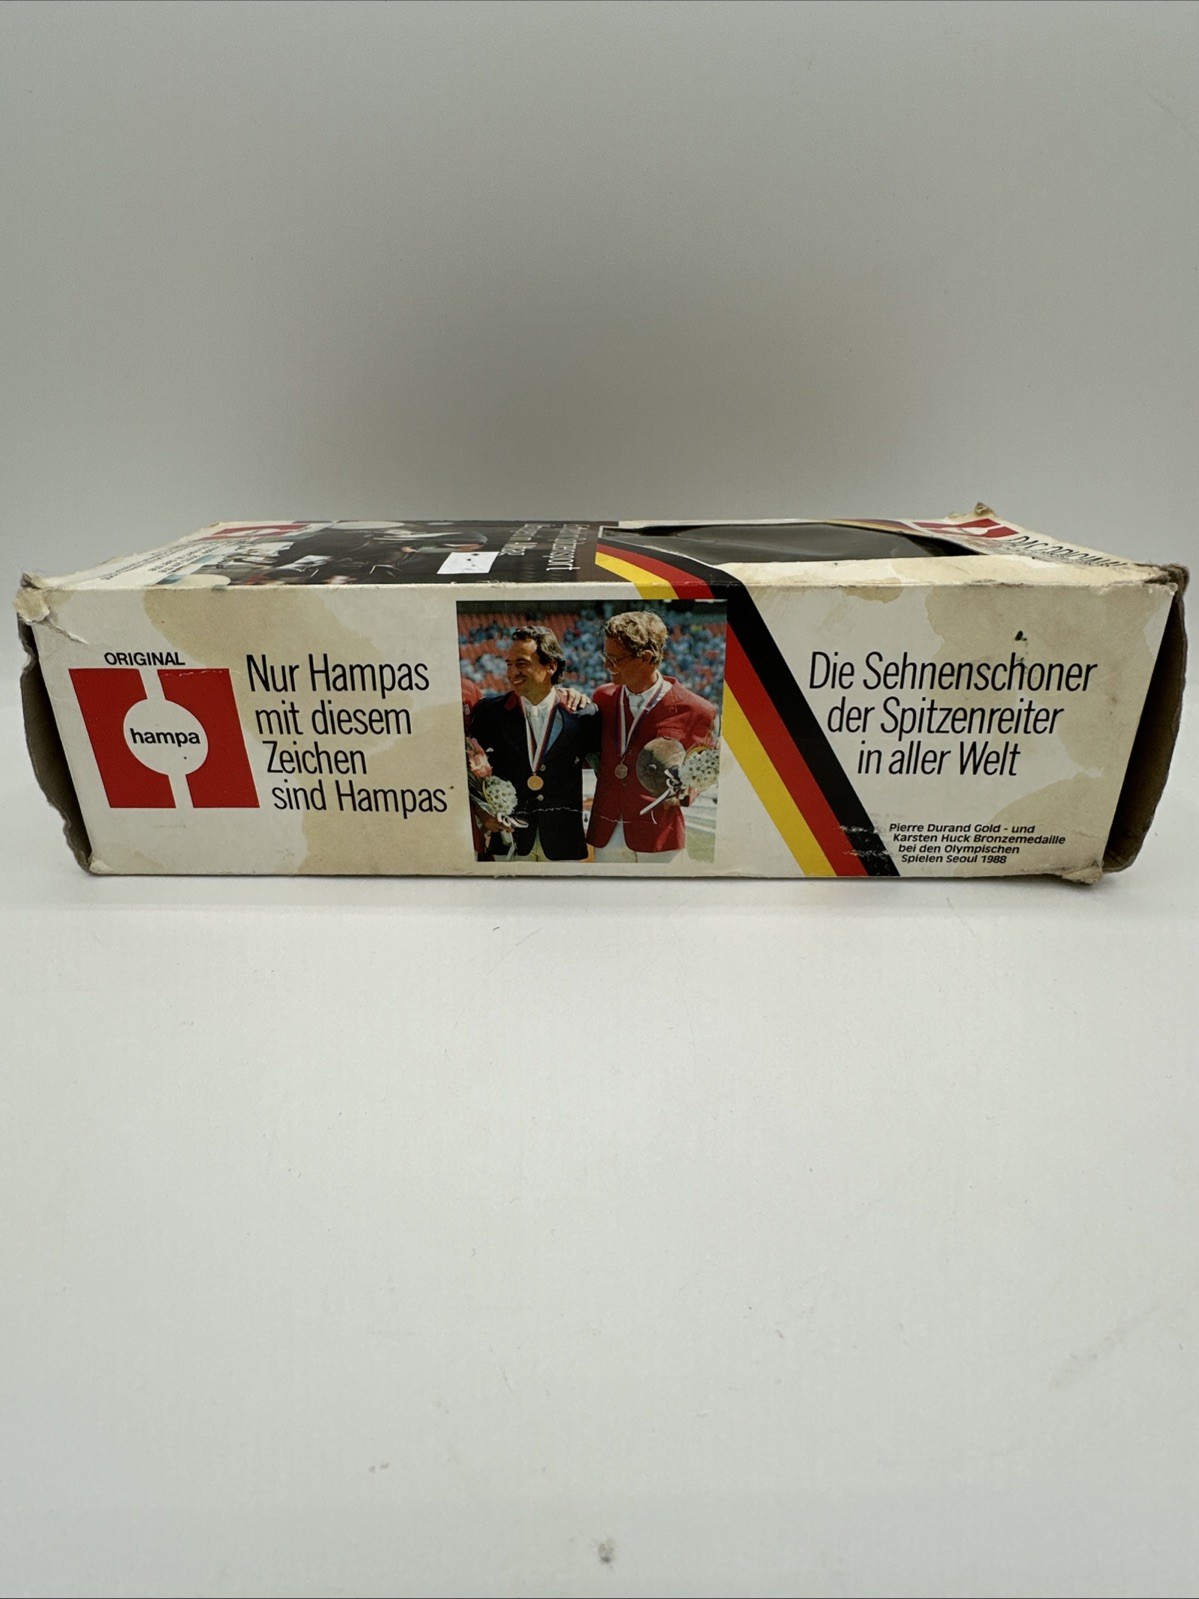 ORIGINAL
hampa
Nur Hampas
mit diesem
Zeichen
sind Hampas
Die Sehnenschoner
der Spitzenreiter
in aller Welt
Pierre Durand Gold - und
Karsten Huck Bronzemedaille
bei den Olympischen
Spielen Seoul 1988